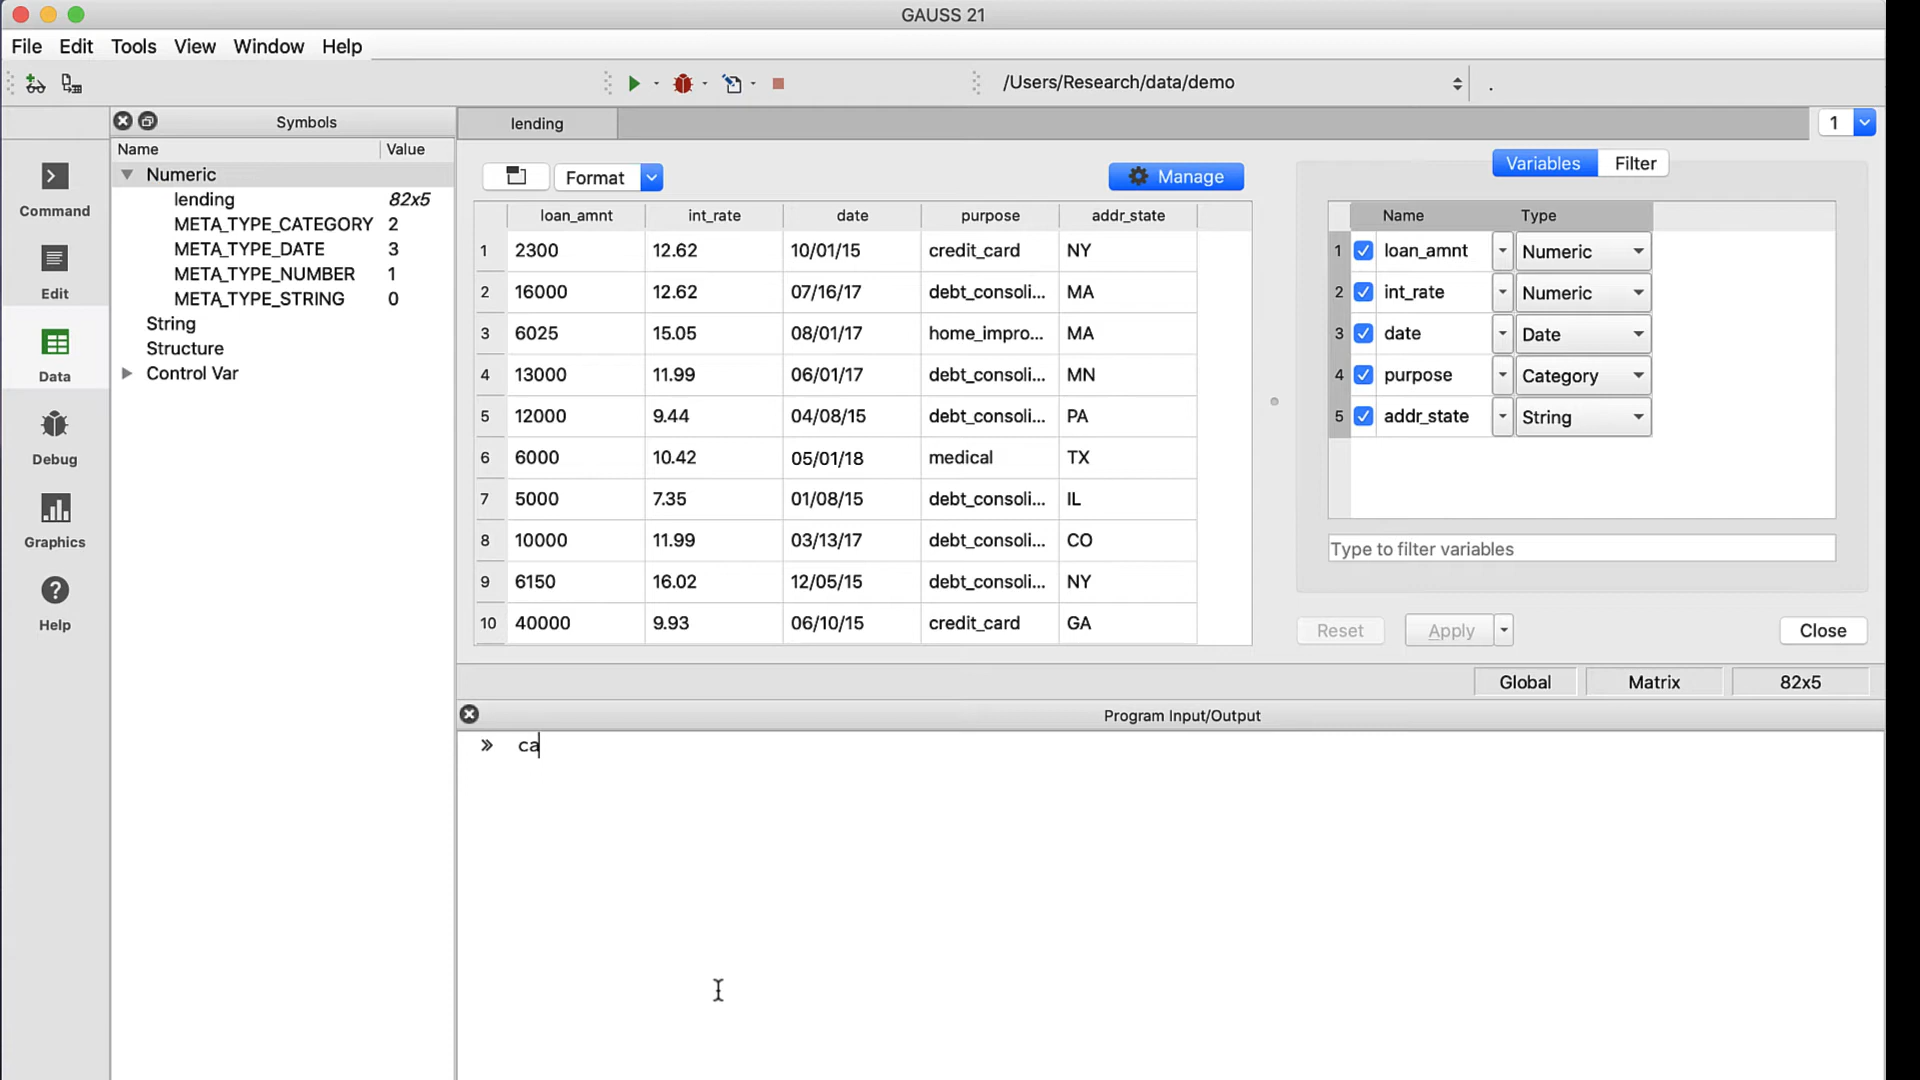 GAUSS 21
File Edit Tools View Window Help
/Users/Research/data/demo .
Symbols
Name Value
Numeric
lending 82x5
META_TYPE_CATEGORY 2
META_TYPE_DATE 3
META_TYPE_NUMBER 1
META_TYPE_STRING 0
String
Structure
Control Var
Command
Edit
Data
Debug
Graphics
Help
lending
1
Format
Manage
loan_amnt int_rate date purpose addr_state
1 2300 12.62 10/01/15 credit_card NY
2 16000 12.62 07/16/17 debt_consoli... MA
3 6025 15.05 08/01/17 home_impro... MA
4 13000 11.99 06/01/17 debt_consoli... MN
5 12000 9.44 04/08/15 debt_consoli... PA
6 6000 10.42 05/01/18 medical TX
7 5000 7.35 01/08/15 debt_consoli... IL
8 10000 11.99 03/13/17 debt_consoli... CO
9 6150 16.02 12/05/15 debt_consoli... NY
10 40000 9.93 06/10/15 credit_card GA
Variables Filter
Name Type
1 loan_amnt Numeric
2 int_rate Numeric
3 date Date
4 purpose Category
5 addr_state String
Type to filter variables
Reset Apply Close
Global Matrix 82x5
Program Input/Output
» ca